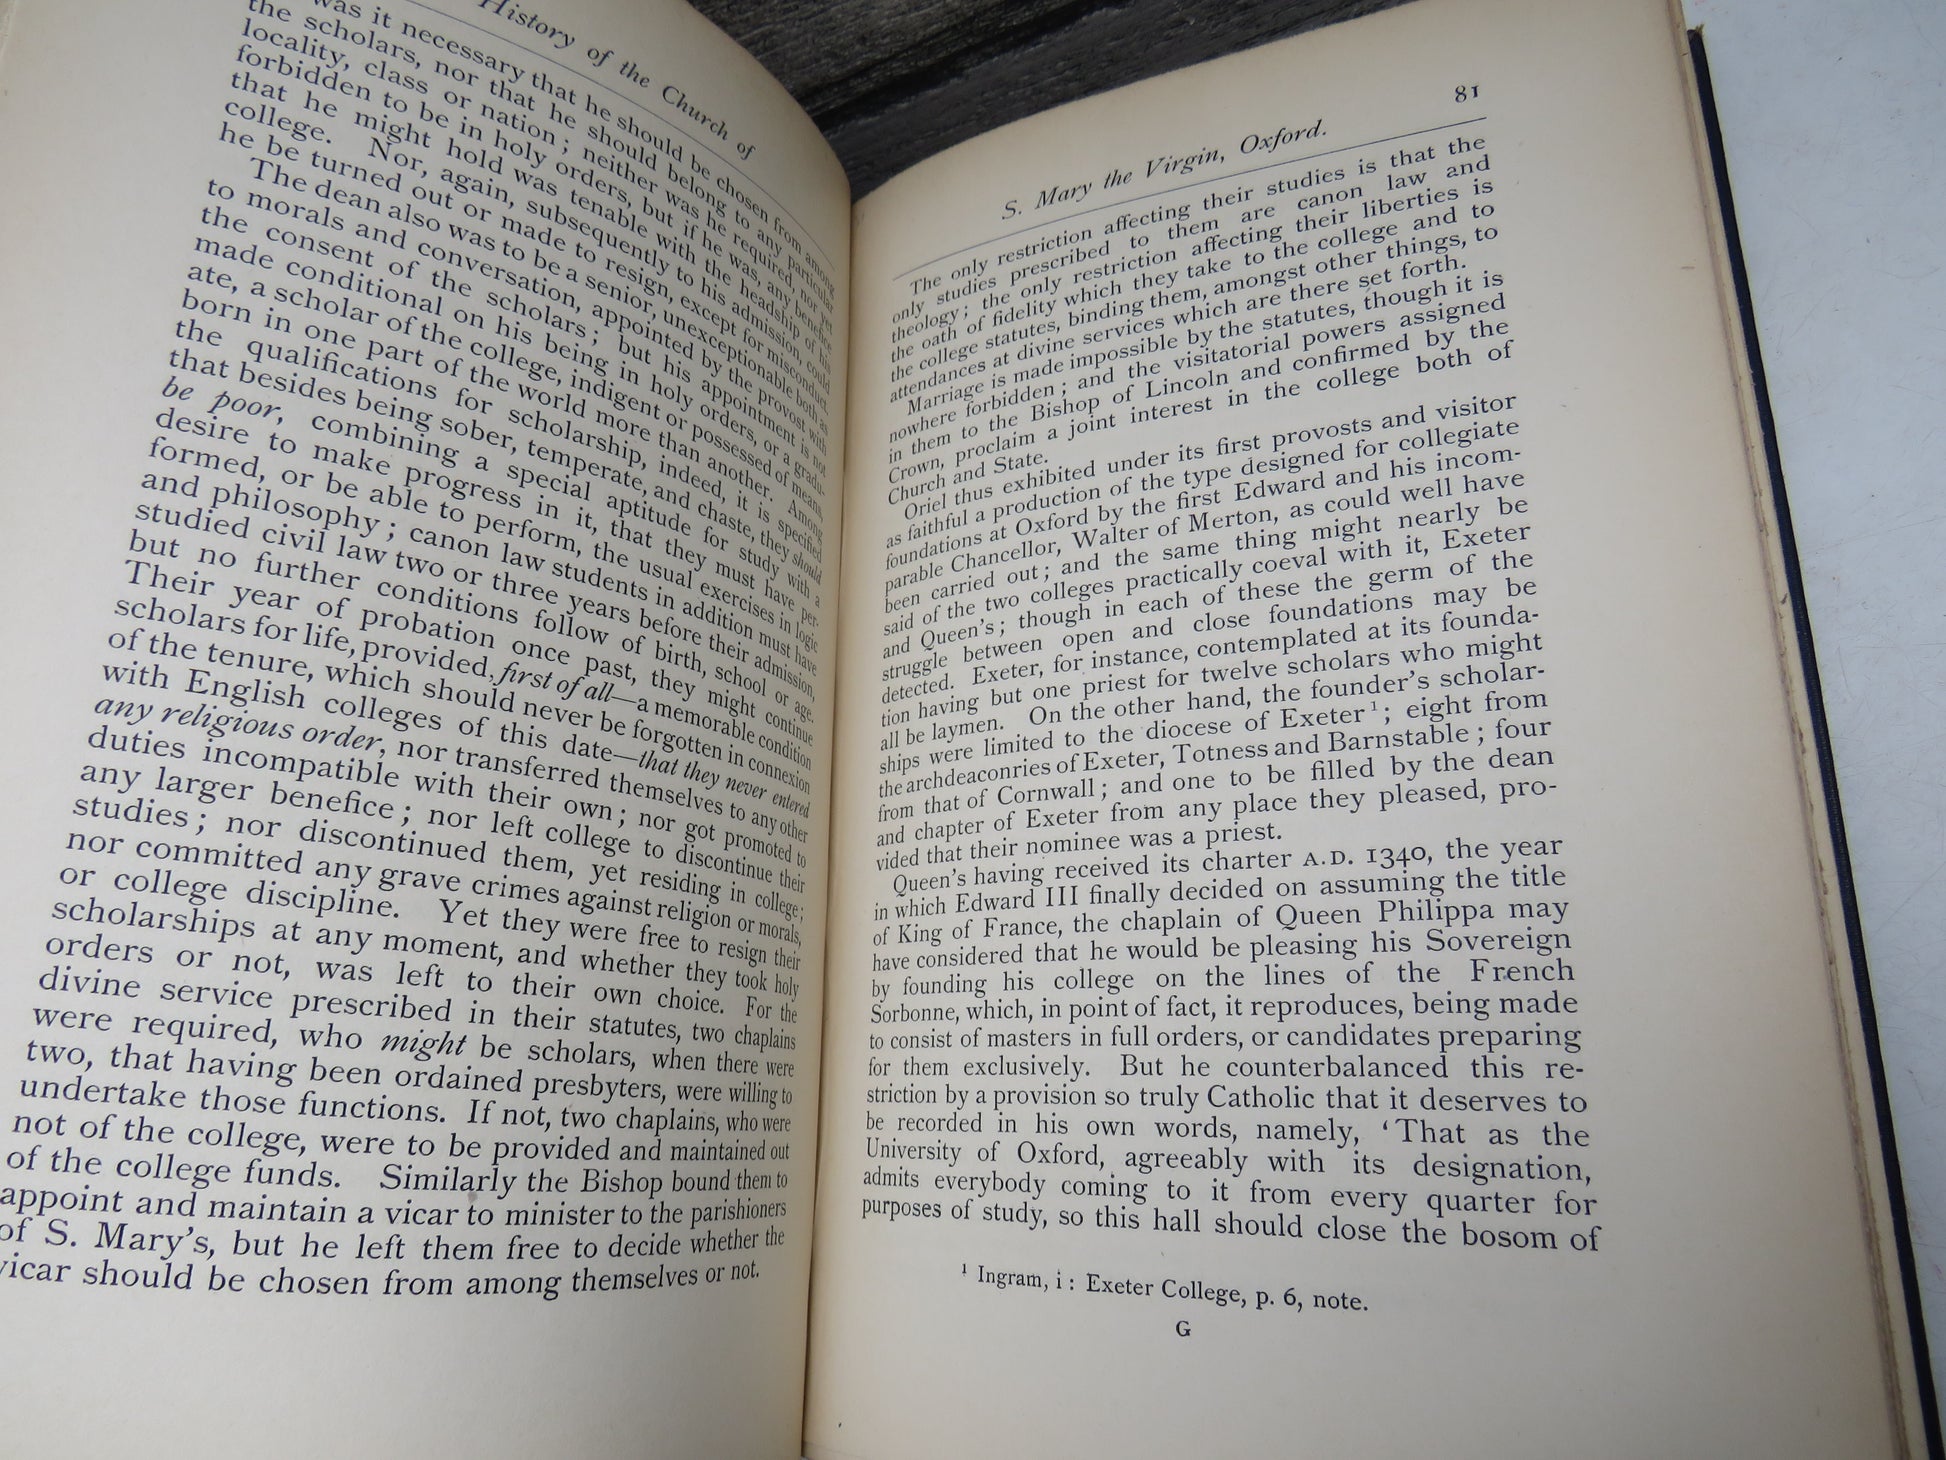 History of the Church of
was it necessary that he should be chosen from among
the scholars, nor that he should belong to any particular
locality, class or nation; neither was he required, nor yet
forbidden to be in holy orders, but if he was, any benefice
that he might hold was tenable with the headship of his
college. Nor, again, subsequently to his admission, could
he be turned out or made to resign, except for misconduct.
The dean also was to be a senior, unexceptionable both as
to morals and conversation, appointed by the provost with
the consent of the scholars; but his appointment is not
made conditional on his being in holy orders, or a gradu-
ate, a scholar of the college, indigent or possessed of means,
born in one part of the world more than another. Among
the qualifications for scholarship, indeed, it is specified
that besides being sober, temperate, and chaste, they should
be poor, combining a special aptitude for study with a
desire to make progress in it, that they must have per-
formed, or be able to perform, the usual exercises in logic
and philosophy; canon law students in addition must have
studied civil law two or three years before their admission,
but no further conditions follow of birth, school or age.
Their year of probation once past, they might continue
scholars for life, provided, first of all—a memorable condition
of the tenure, which should never be forgotten in connexion
with English colleges of this date—that they never entered
any religious order, nor transferred themselves to any other
duties incompatible with their own; nor got promoted to
any larger benefice; nor left college to discontinue their
studies; nor discontinued them, yet residing in college;
nor committed any grave crimes against religion or morals,
or college discipline. Yet they were free to resign their
scholarships at any moment, and whether they took holy
orders or not, was left to their own choice. For the
divine service prescribed in their statutes, two chaplains
were required, who might be scholars, when there were
two, that having been ordained presbyters, were willing to
undertake those functions. If not, two chaplains, who were
not of the college, were to be provided and maintained out
of the college funds. Similarly the Bishop bound them to
appoint and maintain a vicar to minister to the parishioners
of S. Mary's, but he left them free to decide whether the
vicar should be chosen from among themselves or not.
S. Mary the Virgin, Oxford. 81
The only restriction affecting their studies is that the
only studies prescribed to them are canon law and
theology; the only restriction affecting their liberties is
the oath of fidelity which they take to the college and to
the college statutes, binding them, amongst other things, to
attendances at divine services which are there set forth.
Marriage is made impossible by the statutes, though it is
nowhere forbidden; and the visitatorial powers assigned
in them to the Bishop of Lincoln and confirmed by the
Crown, proclaim a joint interest in the college both of
Church and State.
Oriel thus exhibited under its first provosts and visitor
as faithful a production of the type designed for collegiate
foundations at Oxford by the first Edward and his incom-
parable Chancellor, Walter of Merton, as could well have
been carried out; and the same thing might nearly be
said of the two colleges practically coeval with it, Exeter
and Queen's; though in each of these the germ of the
struggle between open and close foundations may be
detected. Exeter, for instance, contemplated at its founda-
tion having but one priest for twelve scholars who might
all be laymen. On the other hand, the founder's scholar-
ships were limited to the diocese of Exeter¹; eight from
the archdeaconries of Exeter, Totness and Barnstable; four
from that of Cornwall; and one to be filled by the dean
and chapter of Exeter from any place they pleased, pro-
vided that their nominee was a priest.
Queen's having received its charter A.D. 1340, the year
in which Edward III finally decided on assuming the title
of King of France, the chaplain of Queen Philippa may
have considered that he would be pleasing his Sovereign
by founding his college on the lines of the French
Sorbonne, which, in point of fact, it reproduces, being made
to consist of masters in full orders, or candidates preparing
for them exclusively. But he counterbalanced this re-
striction by a provision so truly Catholic that it deserves to
be recorded in his own words, namely, 'That as the
University of Oxford, agreeably with its designation,
admits everybody coming to it from every quarter for
purposes of study, so this hall should close the bosom of
¹ Ingram, i: Exeter College, p. 6, note.
G